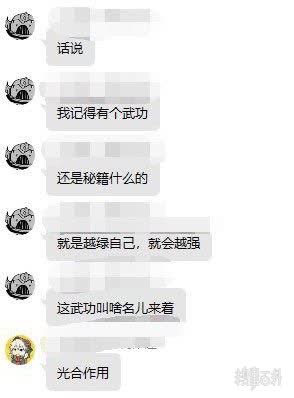 话说
我记得有个武功
还是秘籍什么的
就是越绿自己，就会越强
这武功叫啥名儿来着
光合作用